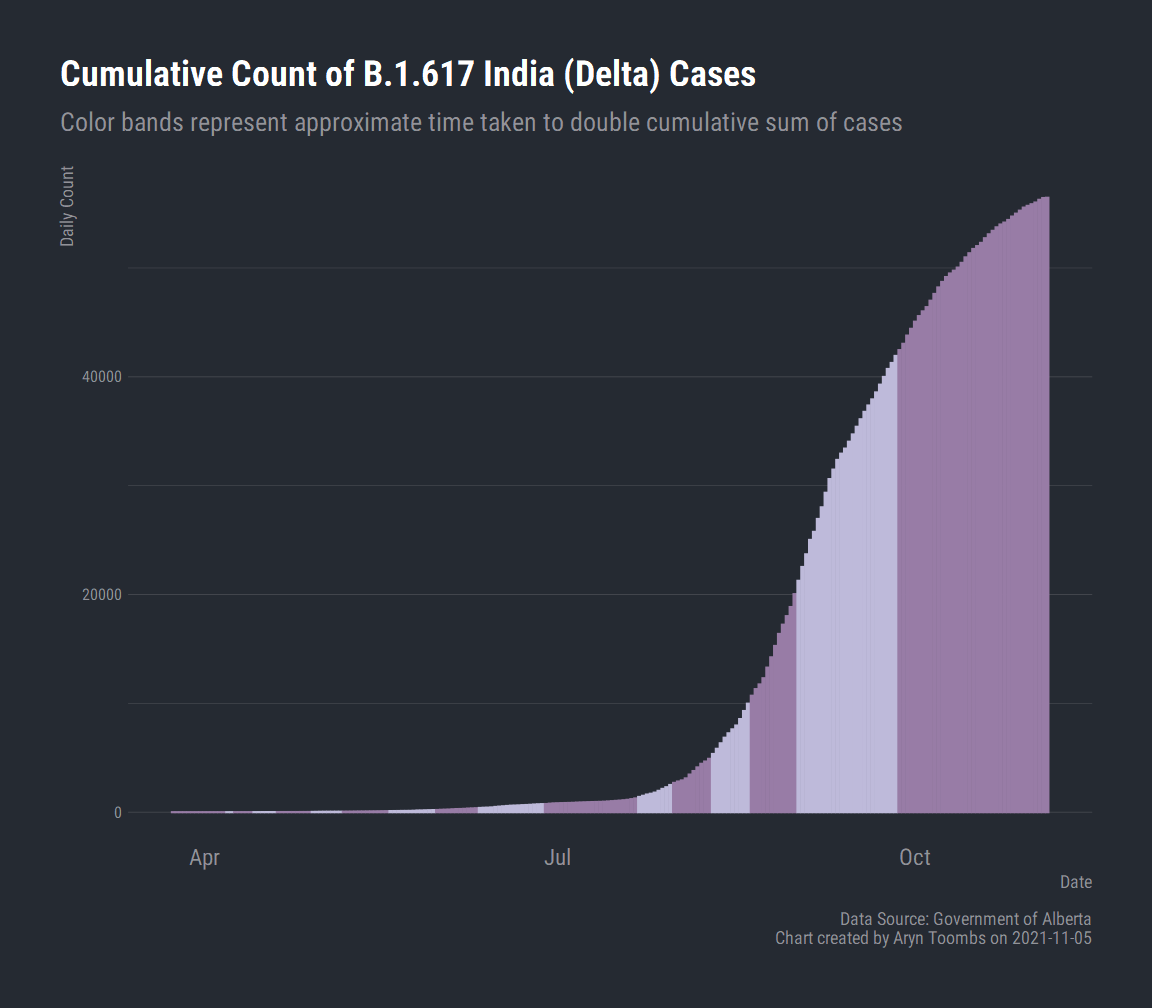 Cumulative Count of B.1.617 India (Delta) Cases
Color bands represent approximate time taken to double cumulative sum of cases
Daily Count
40000
20000
0
Apr Jul Oct
Date
Data Source: Government of Alberta
Chart created by Aryn Toombs on 2021-11-05